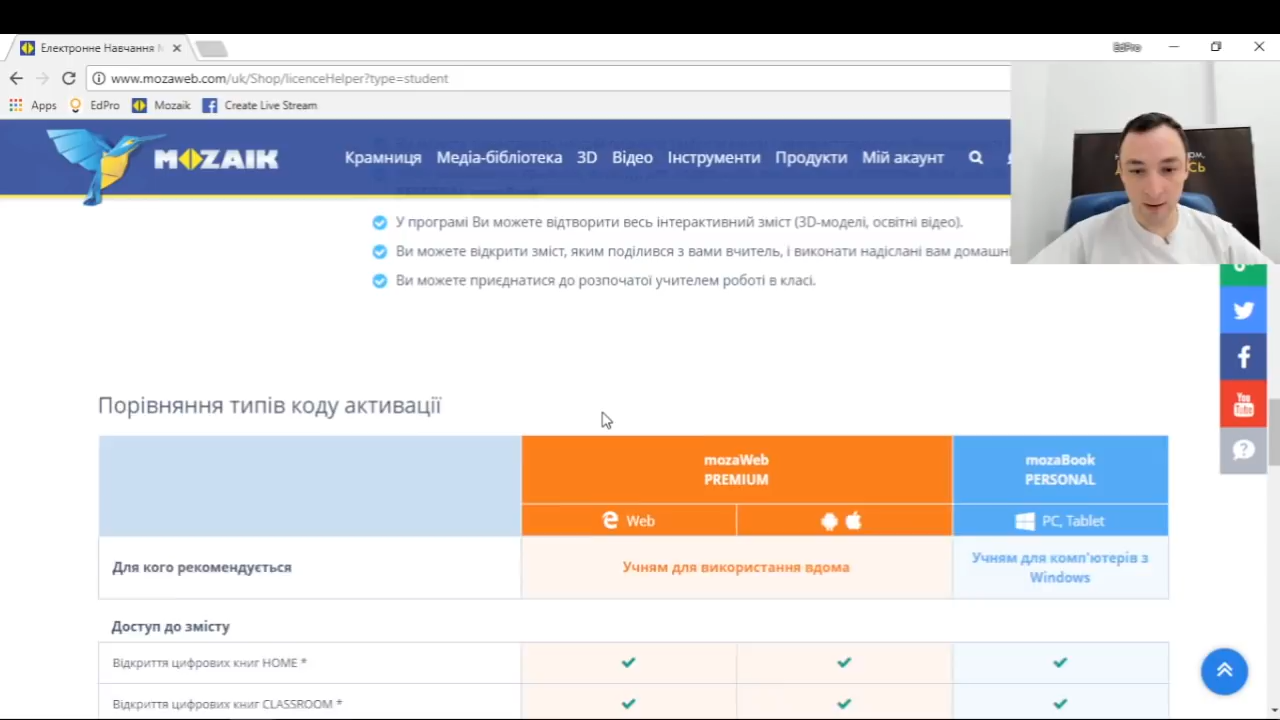 Електронне Навчання
EdPro
www.mozaweb.com/uk/Shop/licenceHelper?type=student
Apps EdPro Mozaik Create Live Stream
MOZAIK
Крамниця Медіа-бібліотека 3D Відео Інструменти Продукти Мій акаунт
У програмі Ви можете відтворити весь інтерактивний зміст (3D-моделі, освітні відео).
Ви можете відкрити зміст, яким поділився з вами вчитель, і виконати надіслані вам домашні
Ви можете приєднатися до розпочатої учителем роботі в класі.
Порівняння типів коду активації
mozaWeb
PREMIUM
mozaBook
PERSONAL
Web
PC, Tablet
Для кого рекомендується
Учням для використання вдома
Учням для комп'ютерів з
Windows
Доступ до змісту
Відкриття цифрових книг HOME *
Відкриття цифрових книг CLASSROOM *
You
Tube